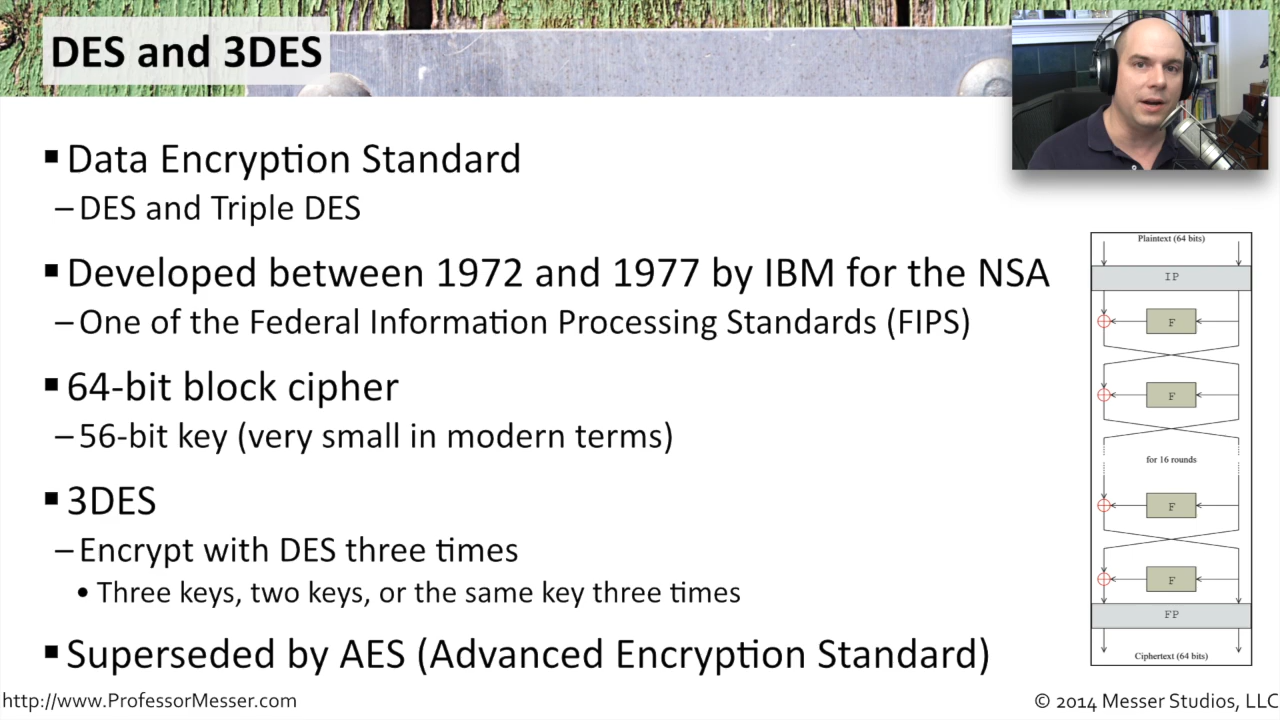 DES and 3DES
▪ Data Encryption Standard
– DES and Triple DES
▪ Developed between 1972 and 1977 by IBM for the NSA
– One of the Federal Information Processing Standards (FIPS)
▪ 64-bit block cipher
– 56-bit key (very small in modern terms)
▪ 3DES
– Encrypt with DES three times
• Three keys, two keys, or the same key three times
▪ Superseded by AES (Advanced Encryption Standard)
Plaintext (64 bits)
IP
F
F
for 16 rounds
F
F
FP
Ciphertext (64 bits)
http://www.ProfessorMesser.com
© 2014 Messer Studios, LLC